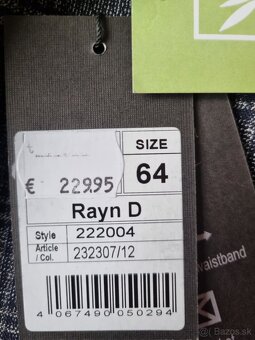 SIZE
64
€ 229.95
Rayn D
Style 222004
Article / Col. 232307/12
4 067490 050294
waistband
© Bazos.sk